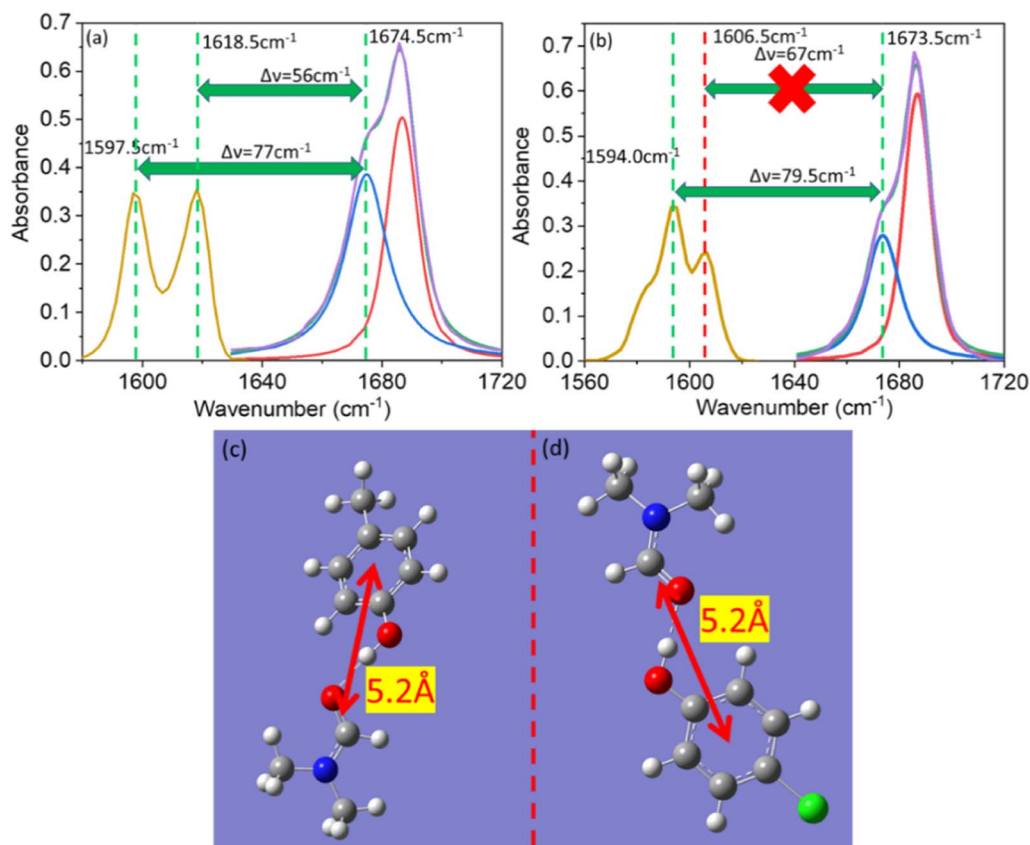 (a)
1618.5cm-1
1674.5cm-1
Δν=56cm-1
1597.5cm-1
Δν=77cm-1
Absorbance
0.7
0.6
0.5
0.4
0.3
0.2
0.1
0.0
1600 1640 1680 1720
Wavenumber (cm-1)
(b)
1606.5cm-1
1673.5cm-1
Δν=67cm-1
1594.0cm-1
Δν=79.5cm-1
Absorbance
0.7
0.6
0.5
0.4
0.3
0.2
0.1
0.0
1560 1600 1640 1680 1720
Wavenumber (cm-1)
(c)
5.2Å
(d)
5.2Å